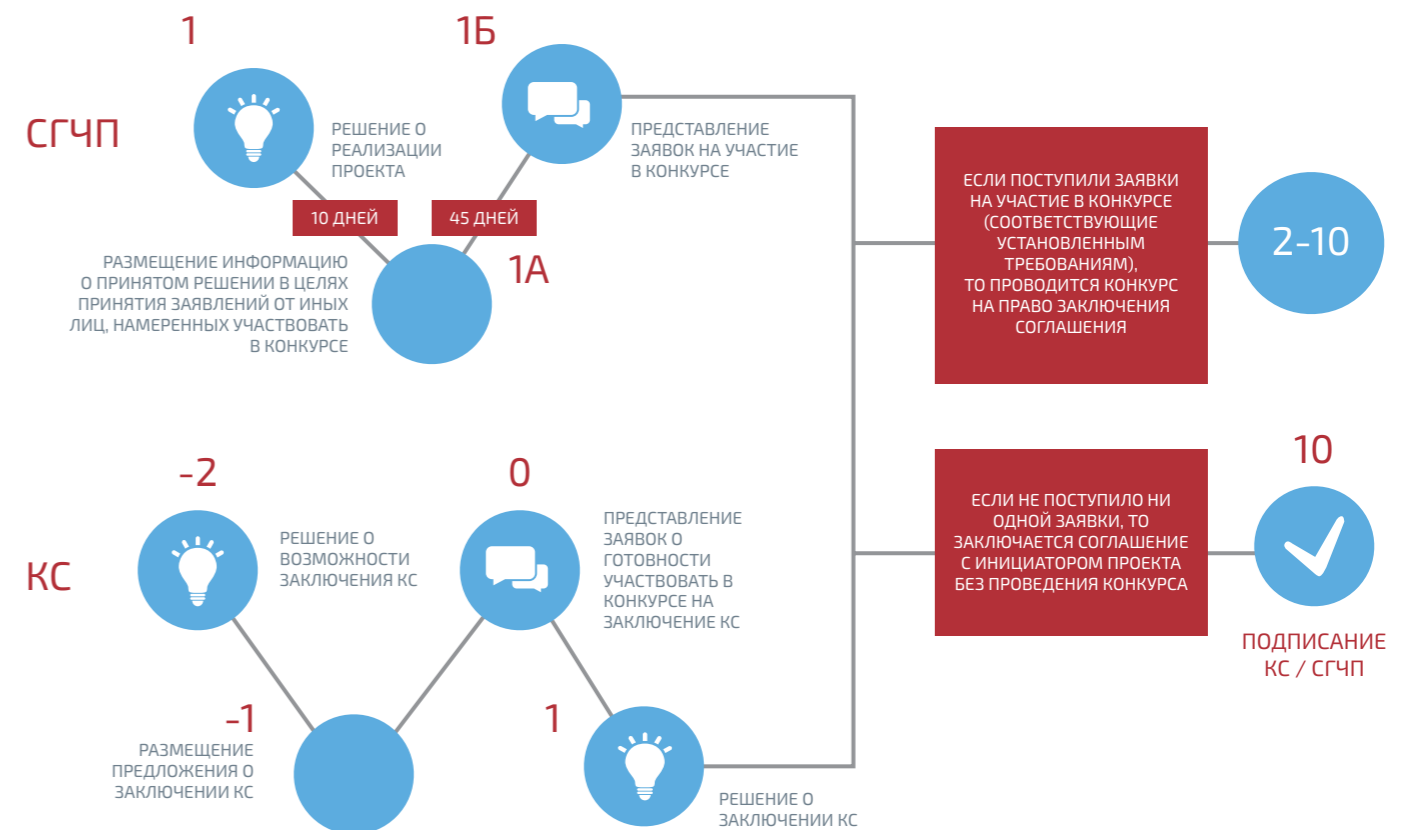 1
1Б
СГЧП
РЕШЕНИЕ О
РЕАЛИЗАЦИИ
ПРОЕКТА
ПРЕДСТАВЛЕНИЕ
ЗАЯВОК НА УЧАСТИЕ
В КОНКУРСЕ
10 ДНЕЙ
45 ДНЕЙ
РАЗМЕЩЕНИЕ ИНФОРМАЦИЮ
О ПРИНЯТОМ РЕШЕНИИ В ЦЕЛЯХ
ПРИНЯТИЯ ЗАЯВЛЕНИЙ ОТ ИНЫХ
ЛИЦ, НАМЕРЕННЫХ УЧАСТВОВАТЬ
В КОНКУРСЕ
1А
ЕСЛИ ПОСТУПИЛИ ЗАЯВКИ
НА УЧАСТИЕ В КОНКУРСЕ
(СООТВЕТСТВУЮЩИЕ
УСТАНОВЛЕННЫМ
ТРЕБОВАНИЯМ),
ТО ПРОВОДИТСЯ КОНКУРС
НА ПРАВО ЗАКЛЮЧЕНИЯ
СОГЛАШЕНИЯ
2-10
-2
0
КС
РЕШЕНИЕ О
ВОЗМОЖНОСТИ
ЗАКЛЮЧЕНИЯ КС
ПРЕДСТАВЛЕНИЕ
ЗАЯВОК О
ГОТОВНОСТИ
УЧАСТВОВАТЬ В
КОНКУРСЕ НА
ЗАКЛЮЧЕНИЕ КС
-1
РАЗМЕЩЕНИЕ
ПРЕДЛОЖЕНИЯ О
ЗАКЛЮЧЕНИИ КС
1
РЕШЕНИЕ О
ЗАКЛЮЧЕНИИ КС
ЕСЛИ НЕ ПОСТУПИЛО НИ
ОДНОЙ ЗАЯВКИ, ТО
ЗАКЛЮЧАЕТСЯ СОГЛАШЕНИЕ
С ИНИЦИАТОРОМ ПРОЕКТА
БЕЗ ПРОВЕДЕНИЯ КОНКУРСА
10
ПОДПИСАНИЕ
КС / СГЧП